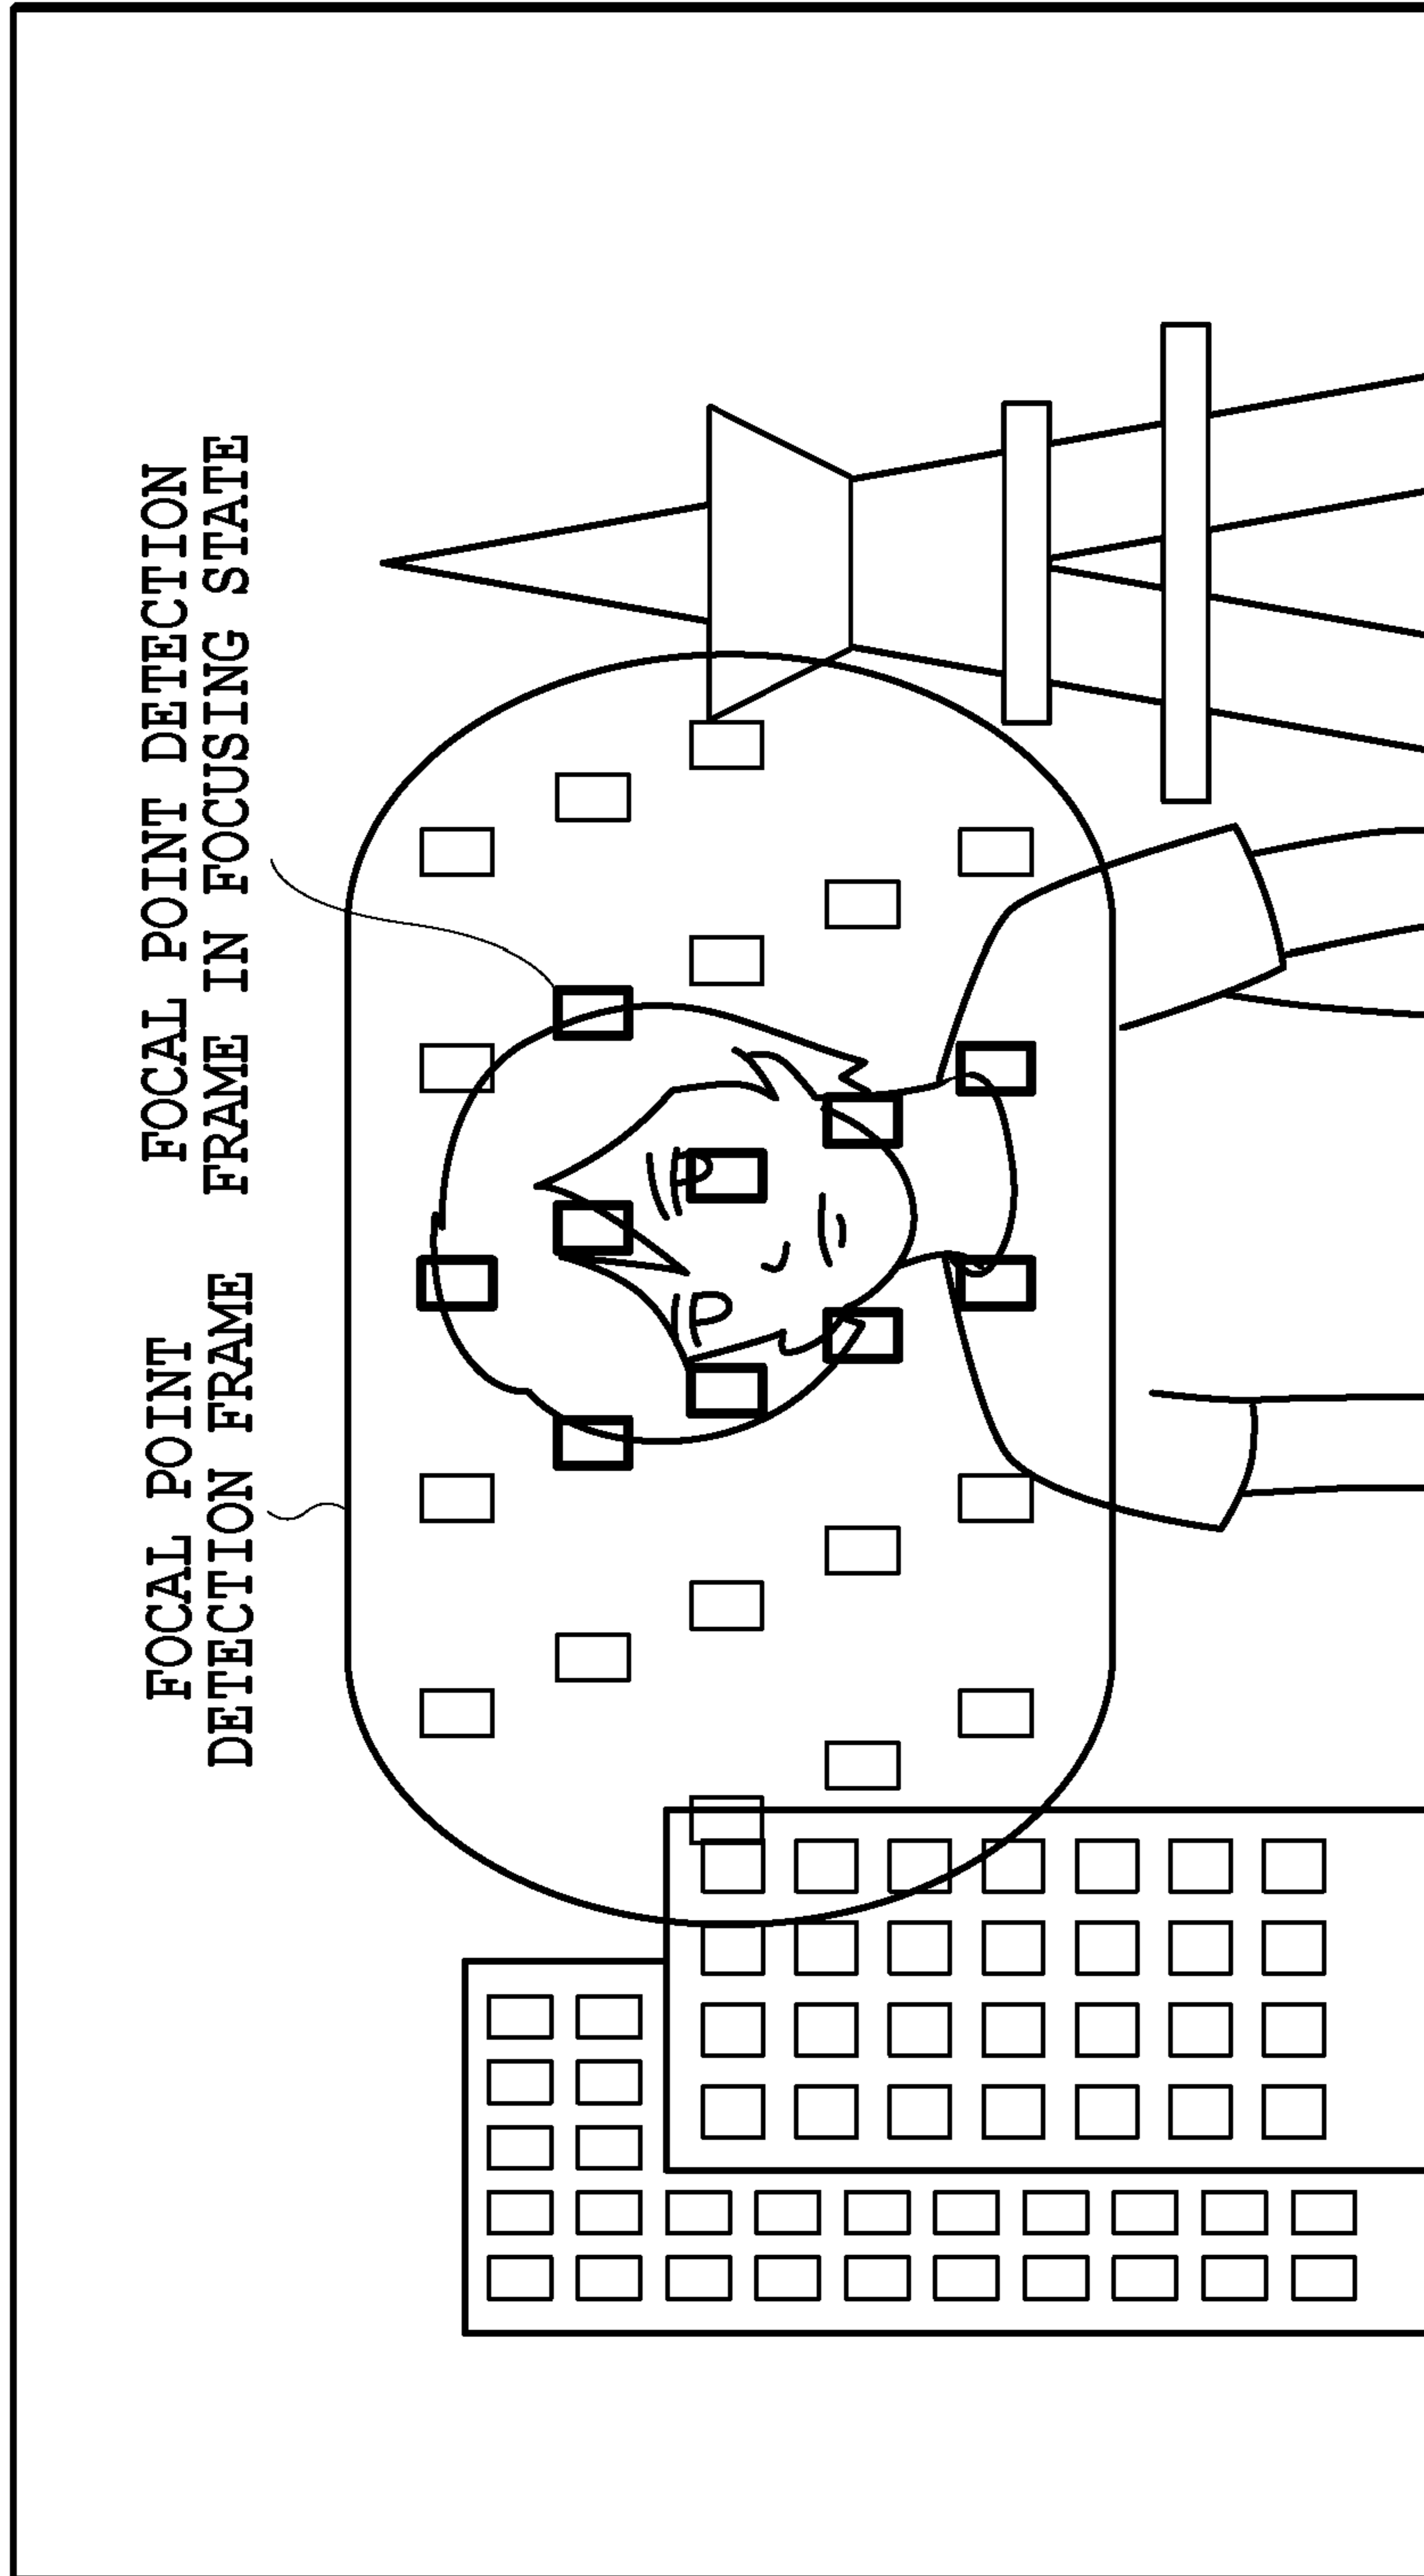 FOCAL POINT
DETECTION FRAME
FOCAL POINT DETECTION
FRAME IN FOCUSING STATE